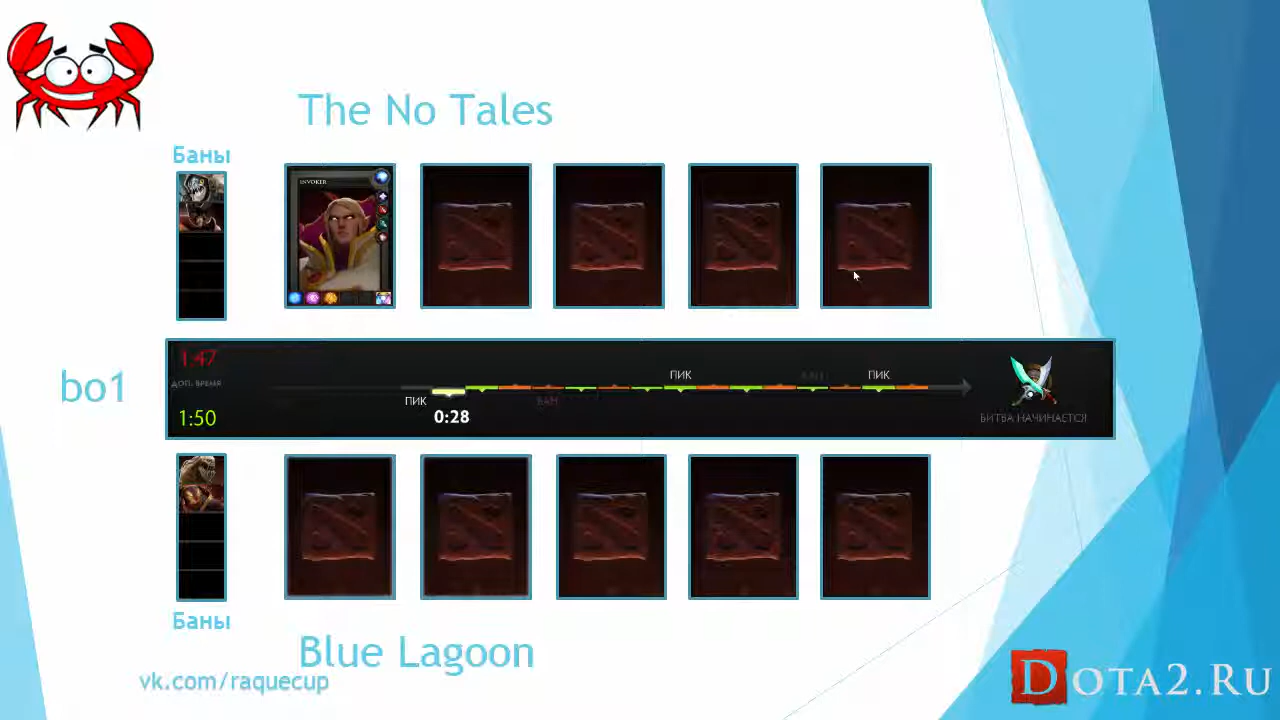 The No Tales
Баны
INVOKER
1:47
ДОП. ВРЕМЯ
1:50
bo1
ПИК
0:28
БАН
ПИК
БАН
ПИК
БИТВА НАЧИНАЕТСЯ
Баны
Blue Lagoon
vk.com/raquecup
DOTA2.RU